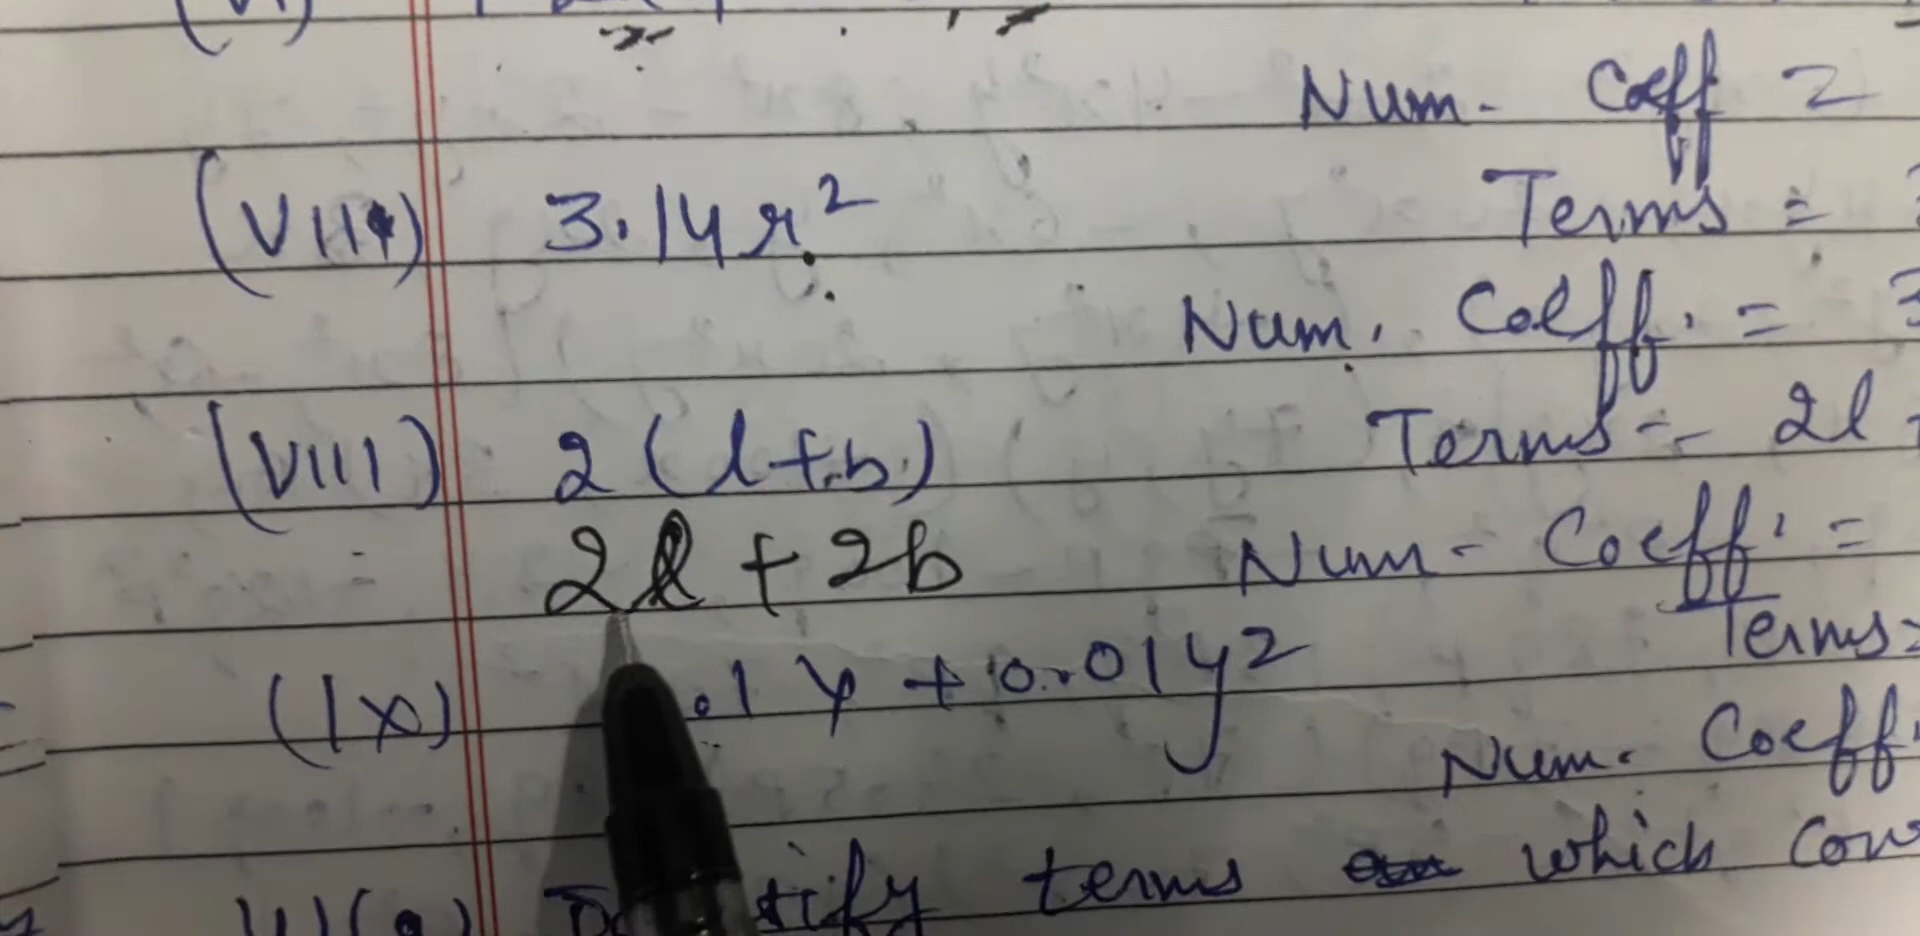 (VI)
Num. Coeff =
(VII) 3.14r² Terms =
Num. Coeff. =
(VIII) 2(l+b) Terms = 2l
2l + 2b Num - Coeff. =
Terms =
(IX) .1y + 0.01y2
Num. Coeff.
terms which